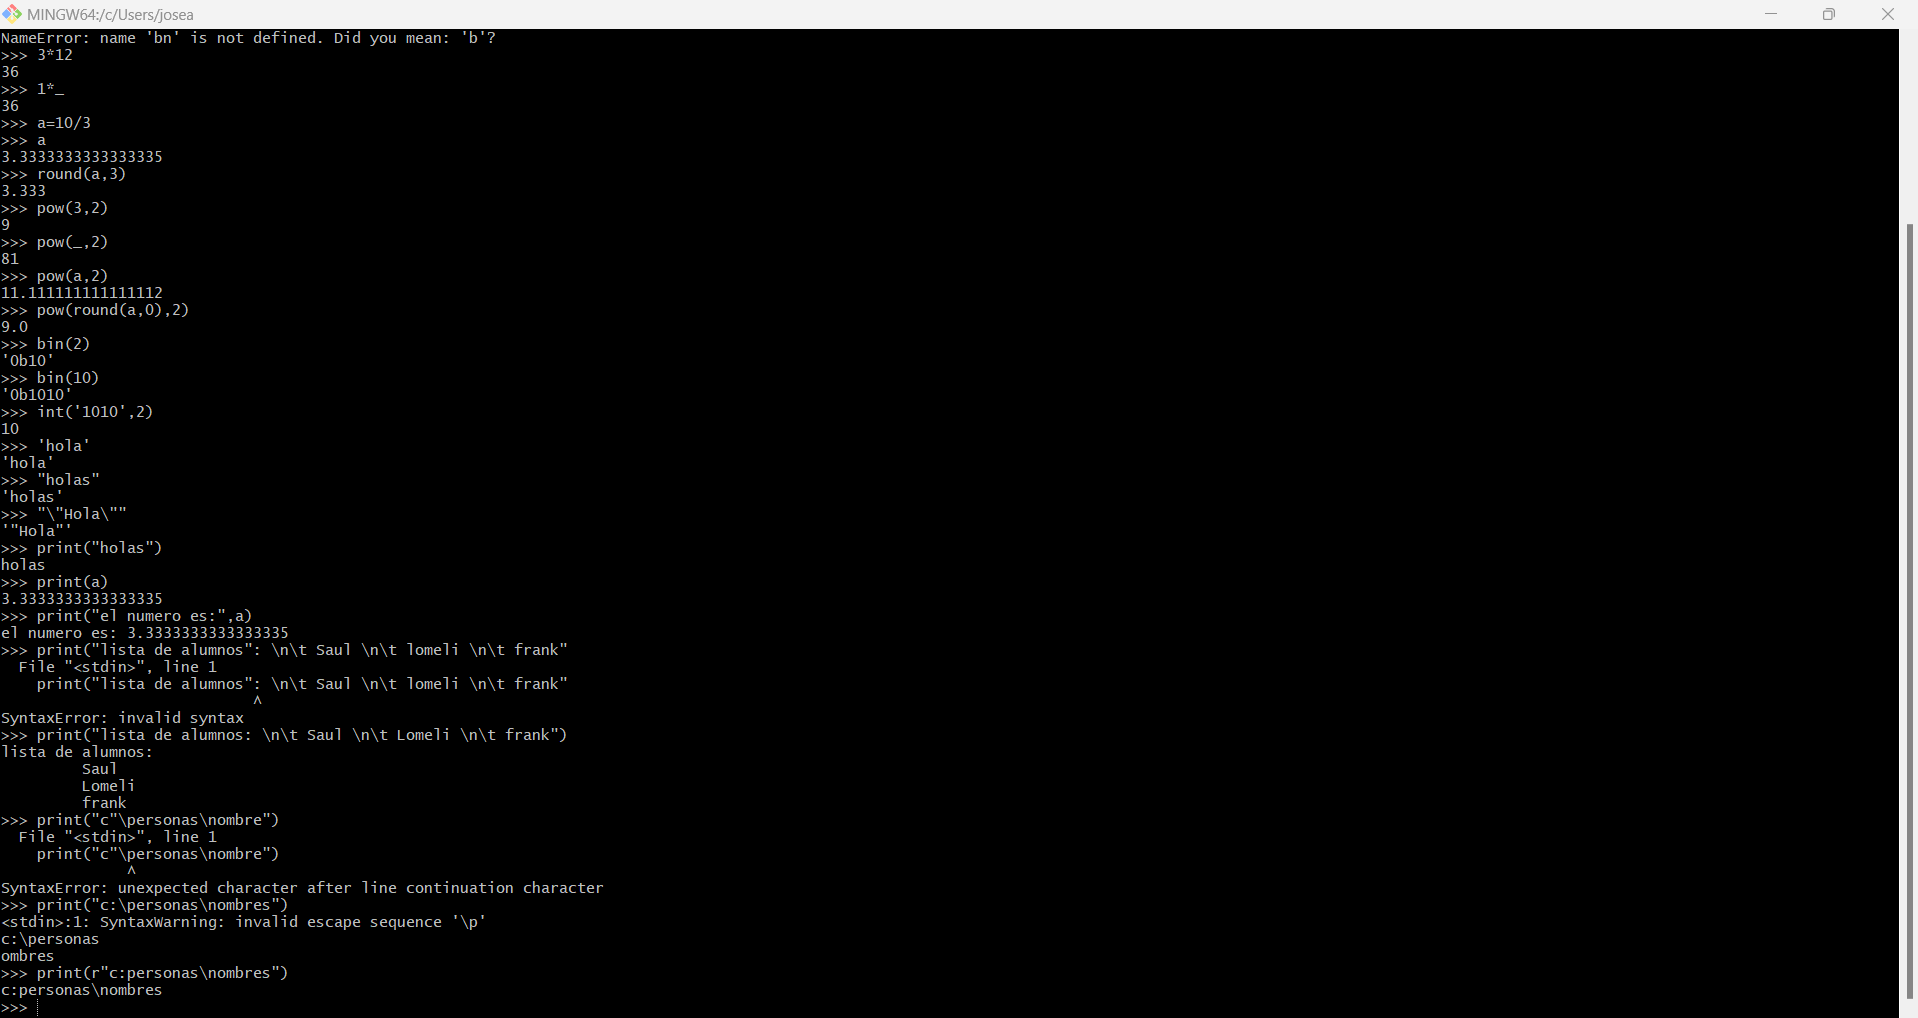 MINGW64:/c/Users/josea
NameError: name 'bn' is not defined. Did you mean: 'b'?
>>> 3*12
36
>>> 1*_
36
>>> a=10/3
>>> a
3.3333333333333335
>>> round(a,3)
3.333
>>> pow(3,2)
9
>>> pow(_,2)
81
>>> pow(a,2)
11.111111111111112
>>> pow(round(a,0),2)
9.0
>>> bin(2)
'0b10'
>>> bin(10)
'0b1010'
>>> int('1010',2)
10
>>> 'hola'
'hola'
>>> "holas"
'holas'
>>> "\"Hola\""
'"Hola"'
>>> print("holas")
holas
>>> print(a)
3.3333333333333335
>>> print("el numero es:",a)
el numero es: 3.3333333333333335
>>> print("lista de alumnos": \n\t Saul \n\t lomeli \n\t frank"
  File "<stdin>", line 1
    print("lista de alumnos": \n\t Saul \n\t lomeli \n\t frank"
                            ^
SyntaxError: invalid syntax
>>> print("lista de alumnos: \n\t Saul \n\t Lomeli \n\t frank")
lista de alumnos:
         Saul
         Lomeli
         frank
>>> print("c"\personas\nombre")
  File "<stdin>", line 1
    print("c"\personas\nombre")
              ^
SyntaxError: unexpected character after line continuation character
>>> print("c:\personas\nombres")
<stdin>:1: SyntaxWarning: invalid escape sequence '\p'
c:\personas
ombres
>>> print(r"c:personas\nombres")
c:personas\nombres
>>>